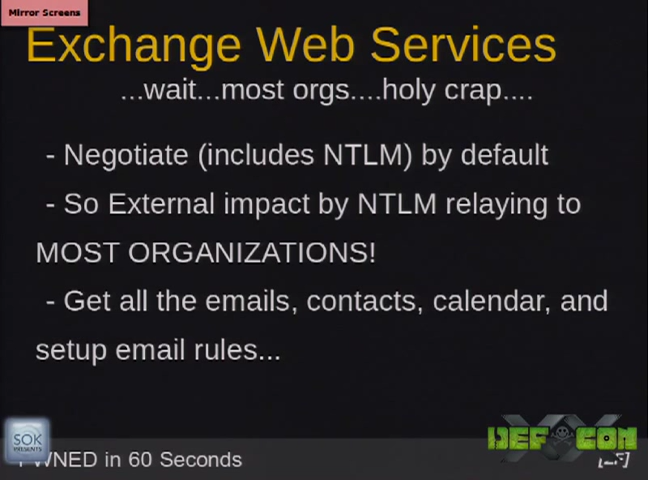 Mirror Screens
Exchange Web Services
...wait...most orgs....holy crap....
- Negotiate (includes NTLM) by default
- So External impact by NTLM relaying to
MOST ORGANIZATIONS!
- Get all the emails, contacts, calendar, and
setup email rules...
SOK
PRESENTS
DEF CON
PWNED in 60 Seconds